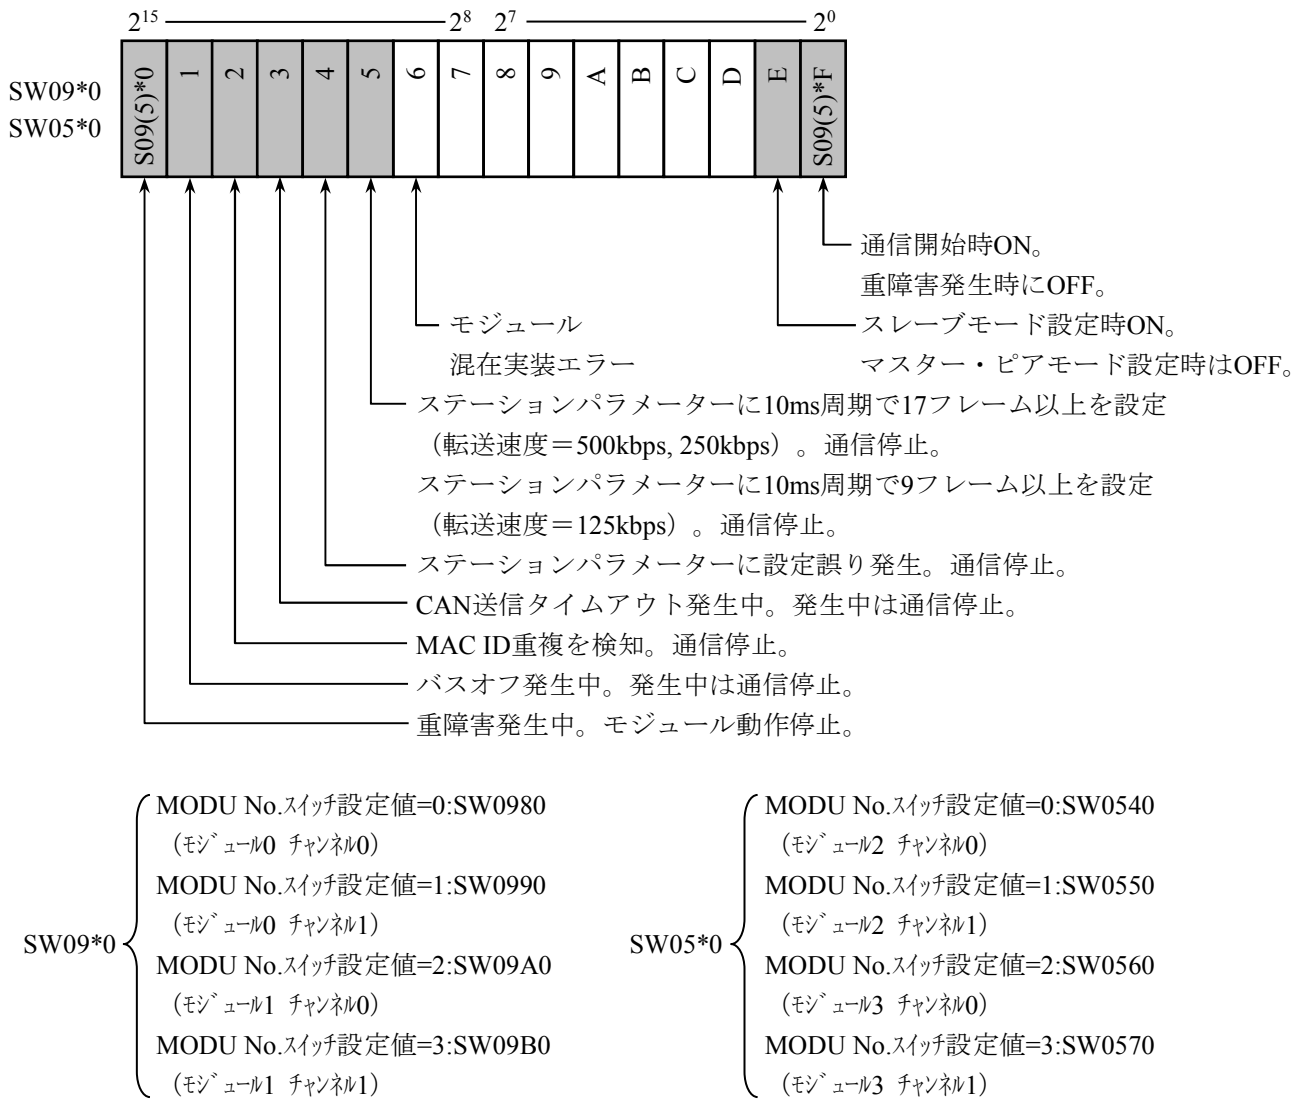 2¹⁵ 2⁸ 2⁷ 2⁰
SW09*0
SW05*0
S09(5)*0 1 2 3 4 5 6 7 8 9 A B C D E S09(5)*F
通信開始時ON。
重障害発生時にOFF。
モジュール
混在実装エラー
スレーブモード設定時ON。
マスター・ピアモード設定時はOFF。
ステーションパラメーターに10ms周期で17フレーム以上を設定
（転送速度＝500kbps, 250kbps）。通信停止。
ステーションパラメーターに10ms周期で9フレーム以上を設定
（転送速度＝125kbps）。通信停止。
ステーションパラメーターに設定誤り発生。通信停止。
CAN送信タイムアウト発生中。発生中は通信停止。
MAC ID重複を検知。通信停止。
バスオフ発生中。発生中は通信停止。
重障害発生中。モジュール動作停止。
SW09*0
MODU No.ｽｲｯﾁ設定値=0:SW0980
（ﾓｼﾞｭｰﾙ0 ﾁｬﾝﾈﾙ0）
MODU No.ｽｲｯﾁ設定値=1:SW0990
（ﾓｼﾞｭｰﾙ0 ﾁｬﾝﾈﾙ1）
MODU No.ｽｲｯﾁ設定値=2:SW09A0
（ﾓｼﾞｭｰﾙ1 ﾁｬﾝﾈﾙ0）
MODU No.ｽｲｯﾁ設定値=3:SW09B0
（ﾓｼﾞｭｰﾙ1 ﾁｬﾝﾈﾙ1）
SW05*0
MODU No.ｽｲｯﾁ設定値=0:SW0540
（ﾓｼﾞｭｰﾙ2 ﾁｬﾝﾈﾙ0）
MODU No.ｽｲｯﾁ設定値=1:SW0550
（ﾓｼﾞｭｰﾙ2 ﾁｬﾝﾈﾙ1）
MODU No.ｽｲｯﾁ設定値=2:SW0560
（ﾓｼﾞｭｰﾙ3 ﾁｬﾝﾈﾙ0）
MODU No.ｽｲｯﾁ設定値=3:SW0570
（ﾓｼﾞｭｰﾙ3 ﾁｬﾝﾈﾙ1）